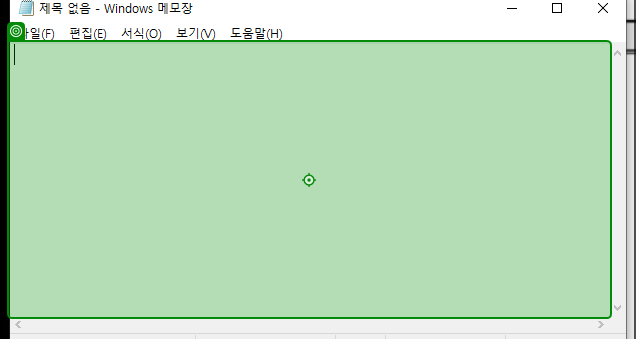 제목 없음 - Windows 메모장
일(F) 편집(E) 서식(O) 보기(V) 도움말(H)